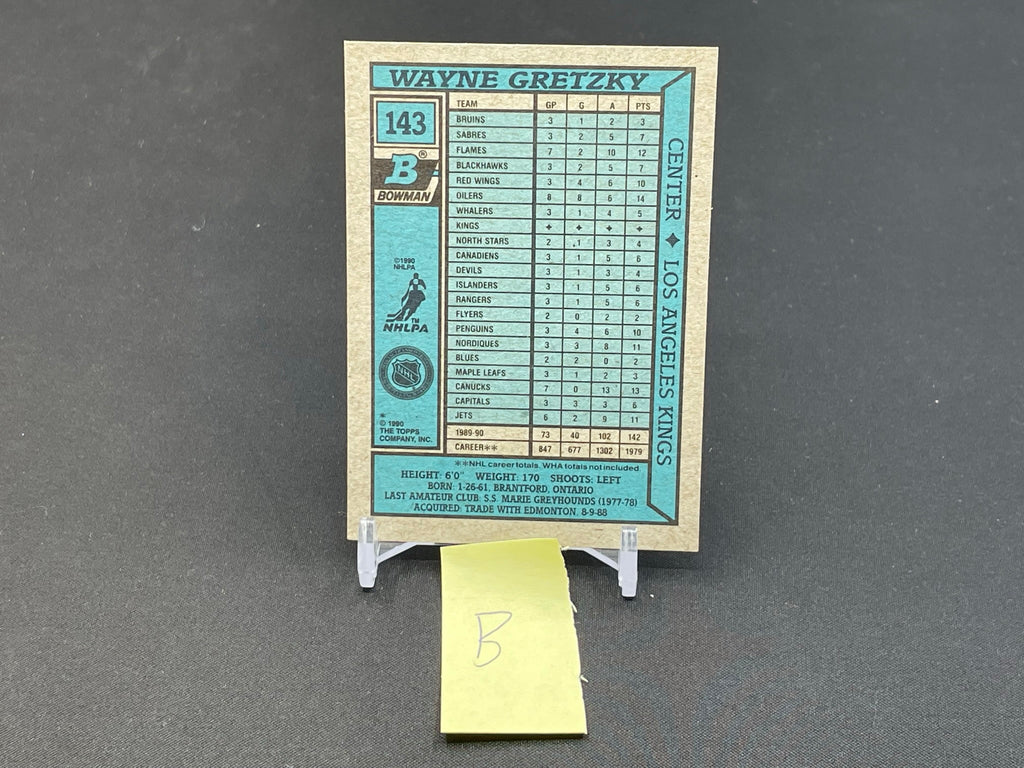 WAYNE GRETZKY
143
B®
BOWMAN
©1990
NHLPA
TM
NHLPA
NHL
*
© 1990
THE TOPPS
COMPANY, INC.
TEAM GP G A PTS
BRUINS 3 1 2 3
SABRES 3 2 5 7
FLAMES 7 2 10 12
BLACKHAWKS 3 2 5 7
RED WINGS 3 4 6 10
OILERS 8 8 6 14
WHALERS 3 1 4 5
KINGS ✦ ✦ ✦ ✦
NORTH STARS 2 1 3 4
CANADIENS 3 1 5 6
DEVILS 3 1 3 4
ISLANDERS 3 1 5 6
RANGERS 3 1 5 6
FLYERS 2 0 2 2
PENGUINS 3 4 6 10
NORDIQUES 3 3 8 11
BLUES 2 2 0 2
MAPLE LEAFS 3 1 2 3
CANUCKS 7 0 13 13
CAPITALS 3 3 3 6
JETS 6 2 9 11
1989-90 73 40 102 142
CAREER** 847 677 1302 1979
CENTER ✦ LOS ANGELES KINGS
**NHL career totals. WHA totals not included.
HEIGHT: 6'0" WEIGHT: 170 SHOOTS: LEFT
BORN: 1-26-61, BRANTFORD, ONTARIO
LAST AMATEUR CLUB: S.S. MARIE GREYHOUNDS (1977-78)
ACQUIRED: TRADE WITH EDMONTON, 8-9-88
B